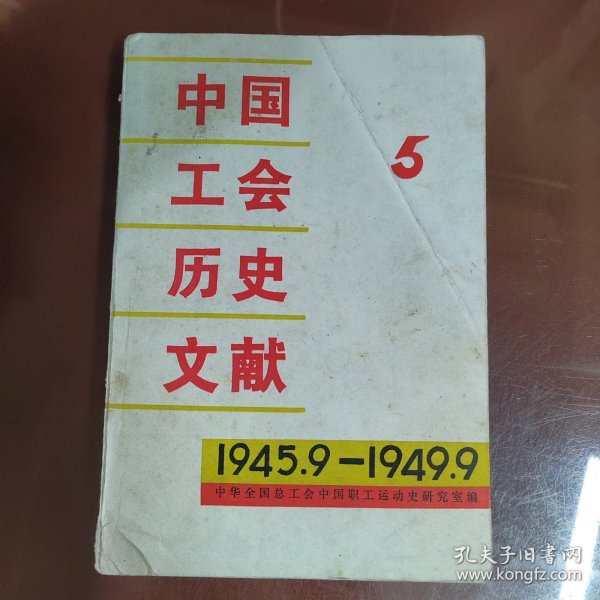 中国
工会
历史
文献
5
1945.9-1949.9
中华全国总工会中国职工运动史研究室编
孔夫子旧书网
www.kongfz.com